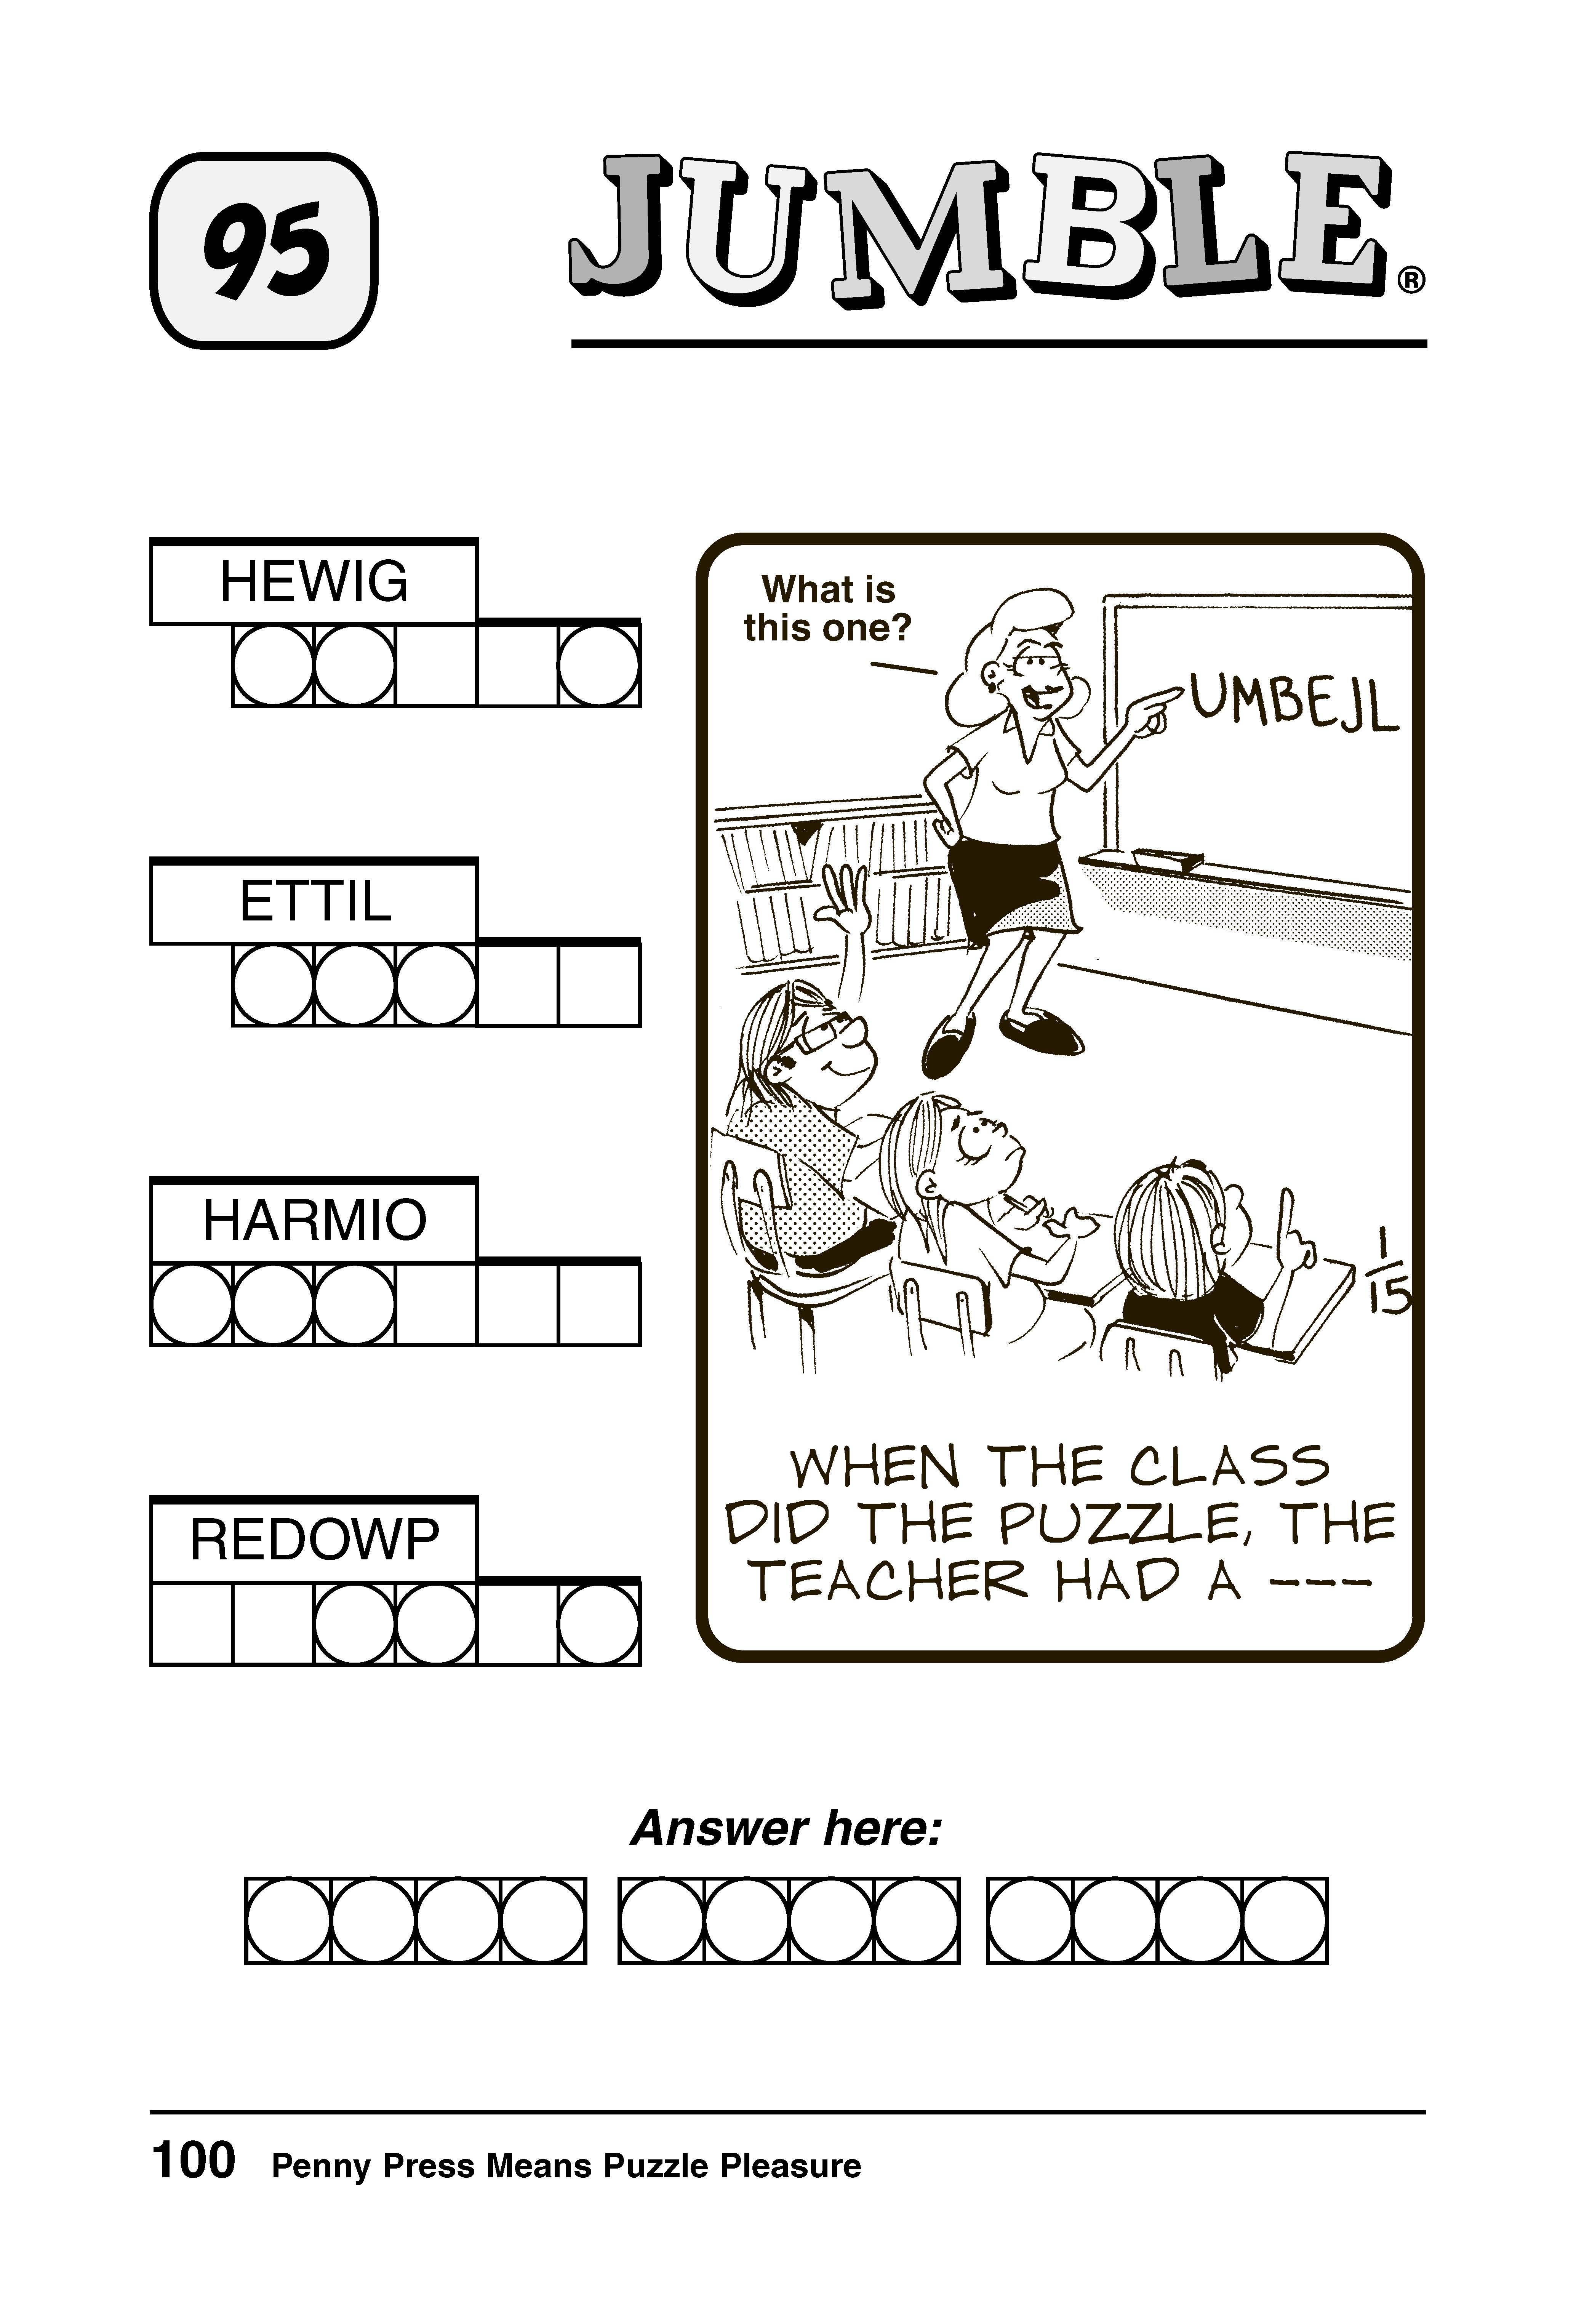 95
JUMBLE®
HEWIG
ETTIL
HARMIO
REDOWP
What is
this one?
UMBEJL
1
15
WHEN THE CLASS
DID THE PUZZLE, THE
TEACHER HAD A ---
Answer here:
100 Penny Press Means Puzzle Pleasure